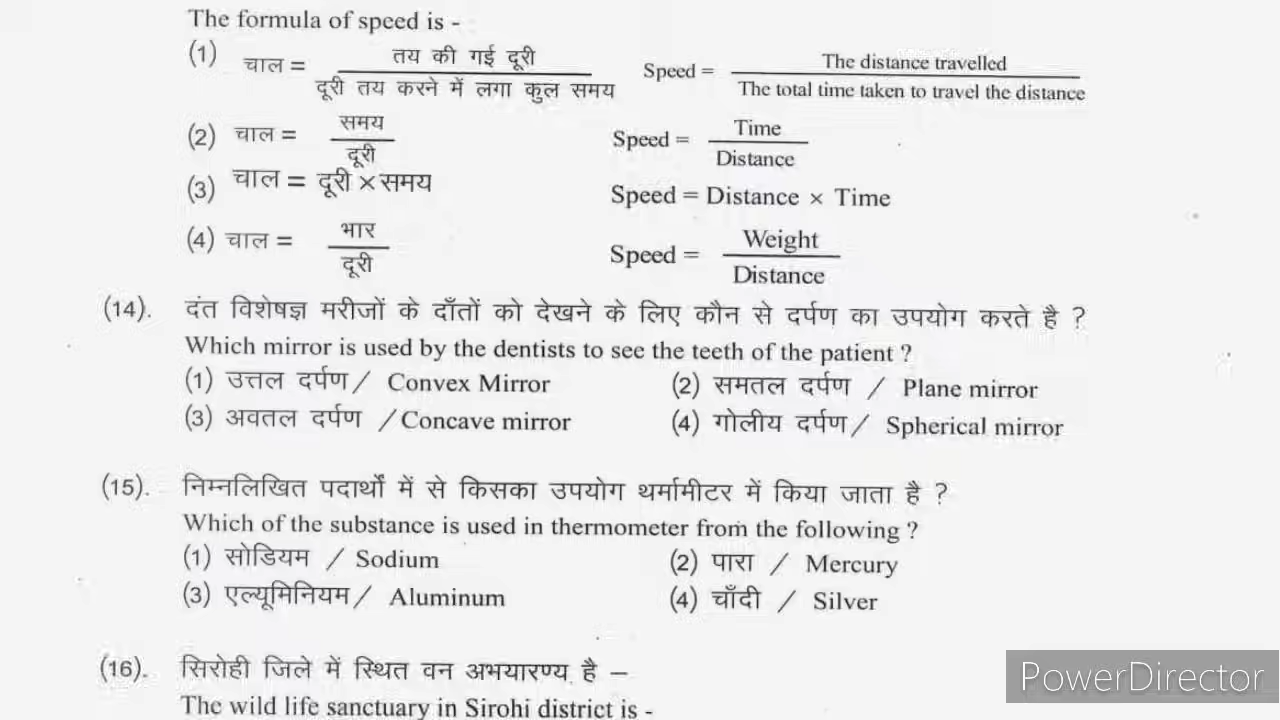 The formula of speed is -
(1) चाल = तय की गई दूरी / दूरी तय करने में लगा कुल समय Speed = The distance travelled / The total time taken to travel the distance
(2) चाल = समय / दूरी Speed = Time / Distance
(3) चाल = दूरी × समय Speed = Distance × Time
(4) चाल = भार / दूरी Speed = Weight / Distance
(14). दंत विशेषज्ञ मरीजों के दाँतों को देखने के लिए कौन से दर्पण का उपयोग करते है ?
Which mirror is used by the dentists to see the teeth of the patient ?
(1) उत्तल दर्पण / Convex Mirror (2) समतल दर्पण / Plane mirror
(3) अवतल दर्पण / Concave mirror (4) गोलीय दर्पण / Spherical mirror
(15). निम्नलिखित पदार्थों में से किसका उपयोग थर्मामीटर में किया जाता है ?
Which of the substance is used in thermometer from the following ?
(1) सोडियम / Sodium (2) पारा / Mercury
(3) एल्यूमिनियम / Aluminum (4) चाँदी / Silver
(16). सिरोही जिले में स्थित वन अभयारण्य है –
The wild life sanctuary in Sirohi district is -
PowerDirector